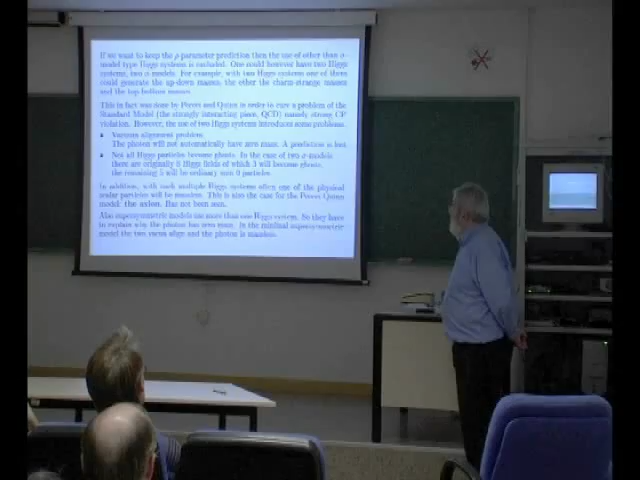 If we want to keep the ρ-parameter prediction then the use of other than σ-
model type Higgs systems is excluded. One could however have two Higgs
systems, two σ-models. For example, with two Higgs systems one of them
could generate the up-down masses, the other the charm-strange masses
and the top-bottom masses.
This in fact was done by Peccei and Quinn in order to cure a problem of the
Standard Model (the strongly interacting piece, QCD) namely strong CP
violation. However, the use of two Higgs systems introduces some problems.
Vacuum alignment problem.
The photon will not automatically have zero mass. A prediction is lost.
Not all Higgs particles become ghosts. In the case of two σ-models
there are originally 8 Higgs fields of which 3 will become ghosts,
the remaining 5 will be ordinary spin 0 particles.
In addition, with such multiple Higgs systems often one of the physical
scalar particles will be massless. This is also the case for the Peccei Quinn
model: the axion. Has not been seen.
Also supersymmetric models use more than one Higgs system. So they have
to explain why the photon has zero mass. In the minimal supersymmetric
model the two vacua align and the photon is massless.